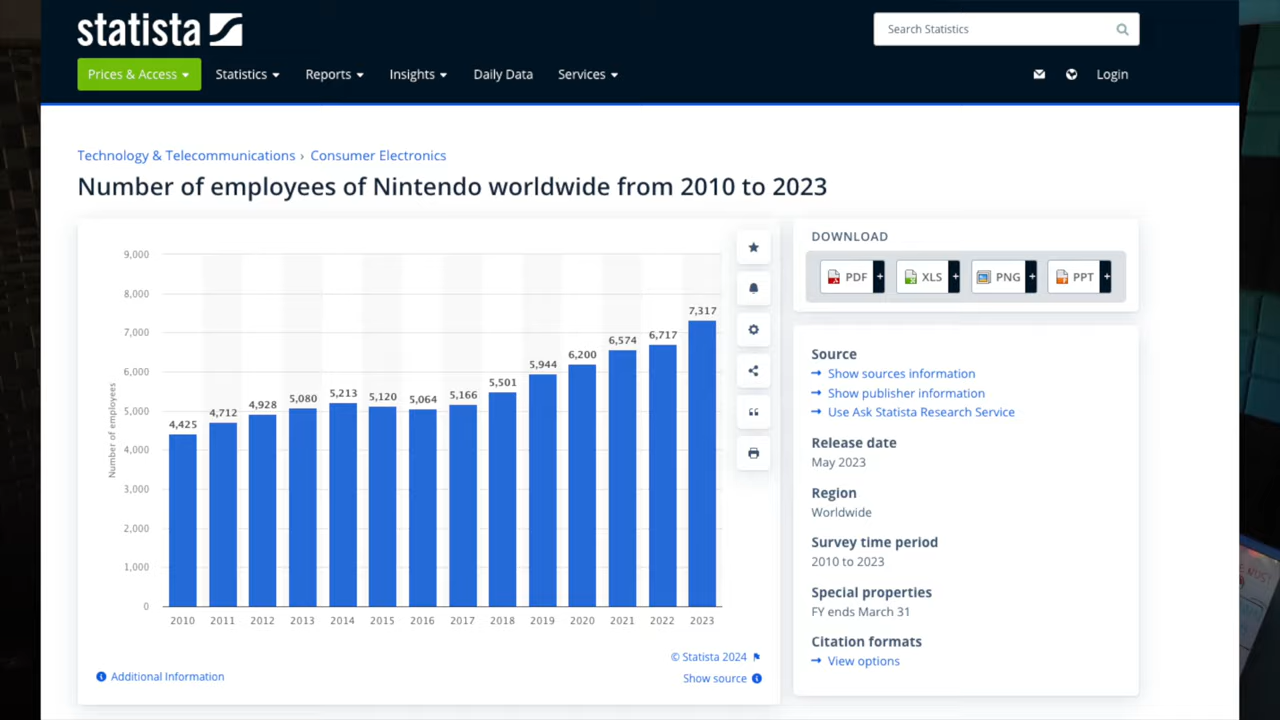 statista
Search Statistics
Prices & Access
Statistics
Reports
Insights
Daily Data
Services
Login
Technology & Telecommunications › Consumer Electronics
Number of employees of Nintendo worldwide from 2010 to 2023
Number of employees
9,000
8,000
7,000
6,000
5,000
4,000
3,000
2,000
1,000
0
4,425
4,712
4,928
5,080
5,213
5,120
5,064
5,166
5,501
5,944
6,200
6,574
6,717
7,317
2010 2011 2012 2013 2014 2015 2016 2017 2018 2019 2020 2021 2022 2023
© Statista 2024
Additional Information
Show source
DOWNLOAD
PDF + XLS + PNG + PPT +
Source
Show sources information
Show publisher information
Use Ask Statista Research Service
Release date
May 2023
Region
Worldwide
Survey time period
2010 to 2023
Special properties
FY ends March 31
Citation formats
View options